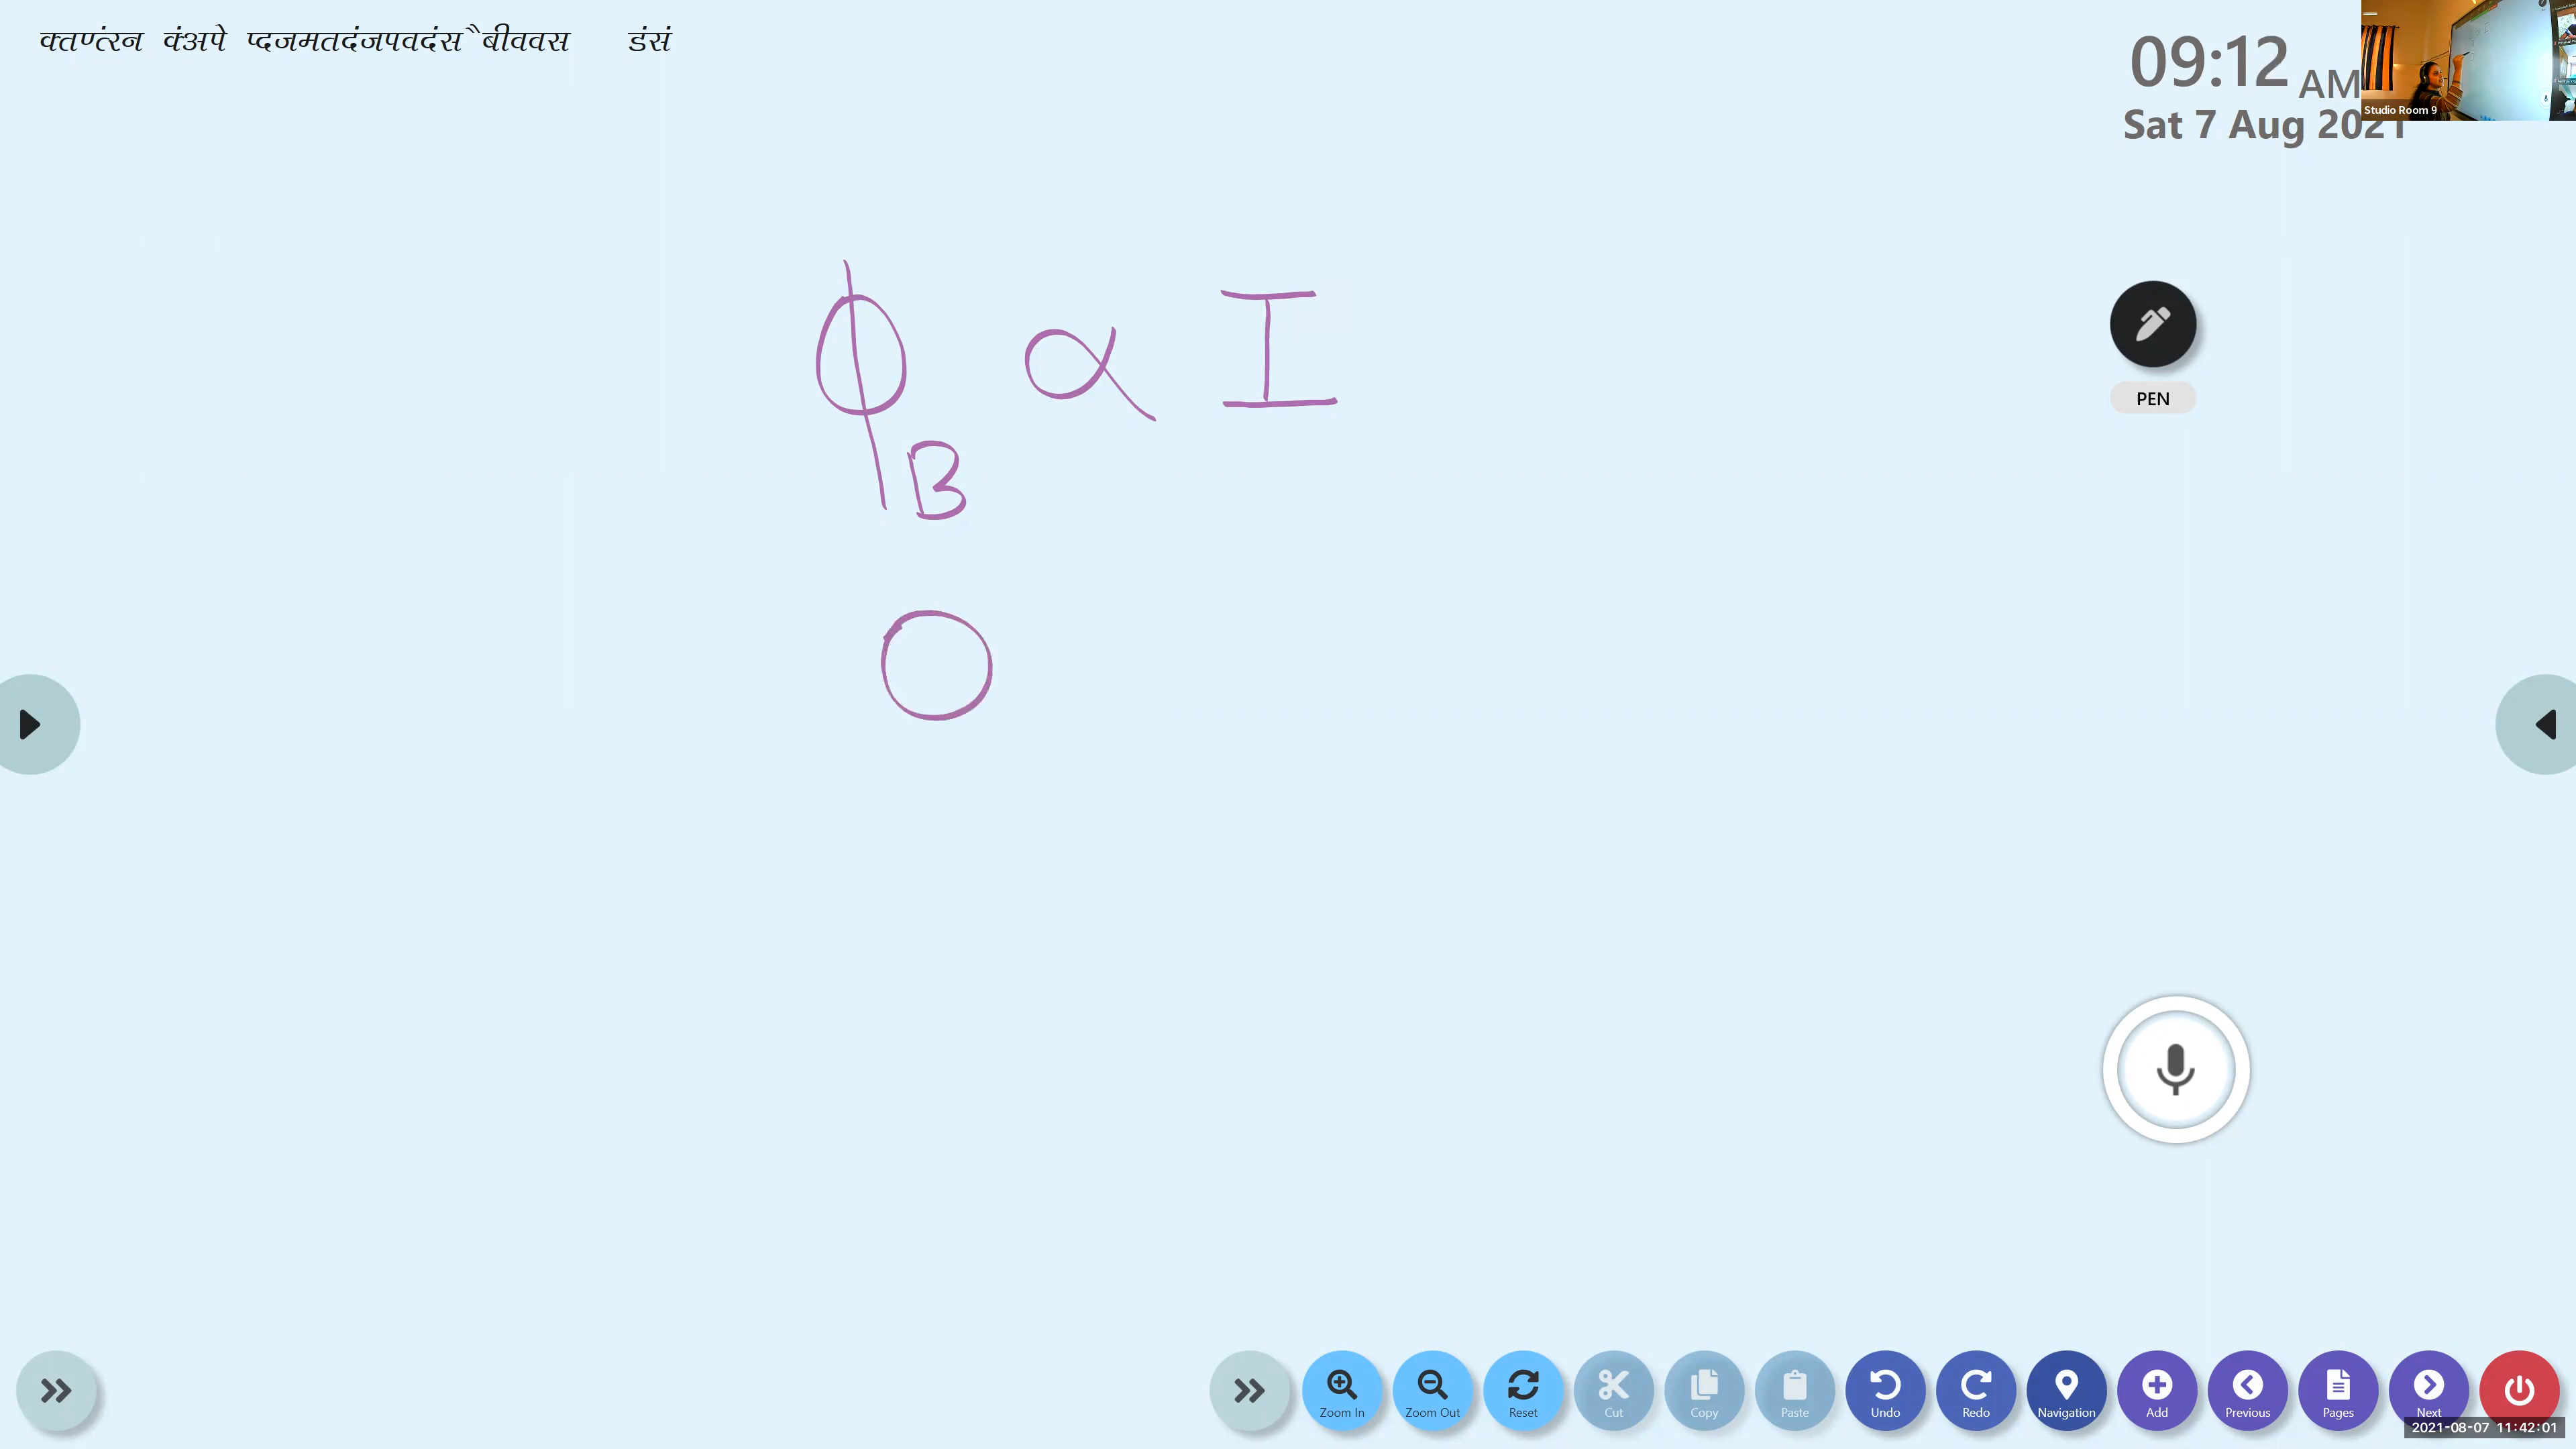 क्तण्त्ंरन क्ंअपे प्दजमतदंजपवदंस ैबीववस डंसं
09:12 AM
Studio Room 9
Sat 7 Aug 2021
ϕ_B α I
PEN
Zoom In Zoom Out Reset Cut Copy Paste Undo Redo Navigation Add Previous Pages Next
2021-08-07 11:42:01